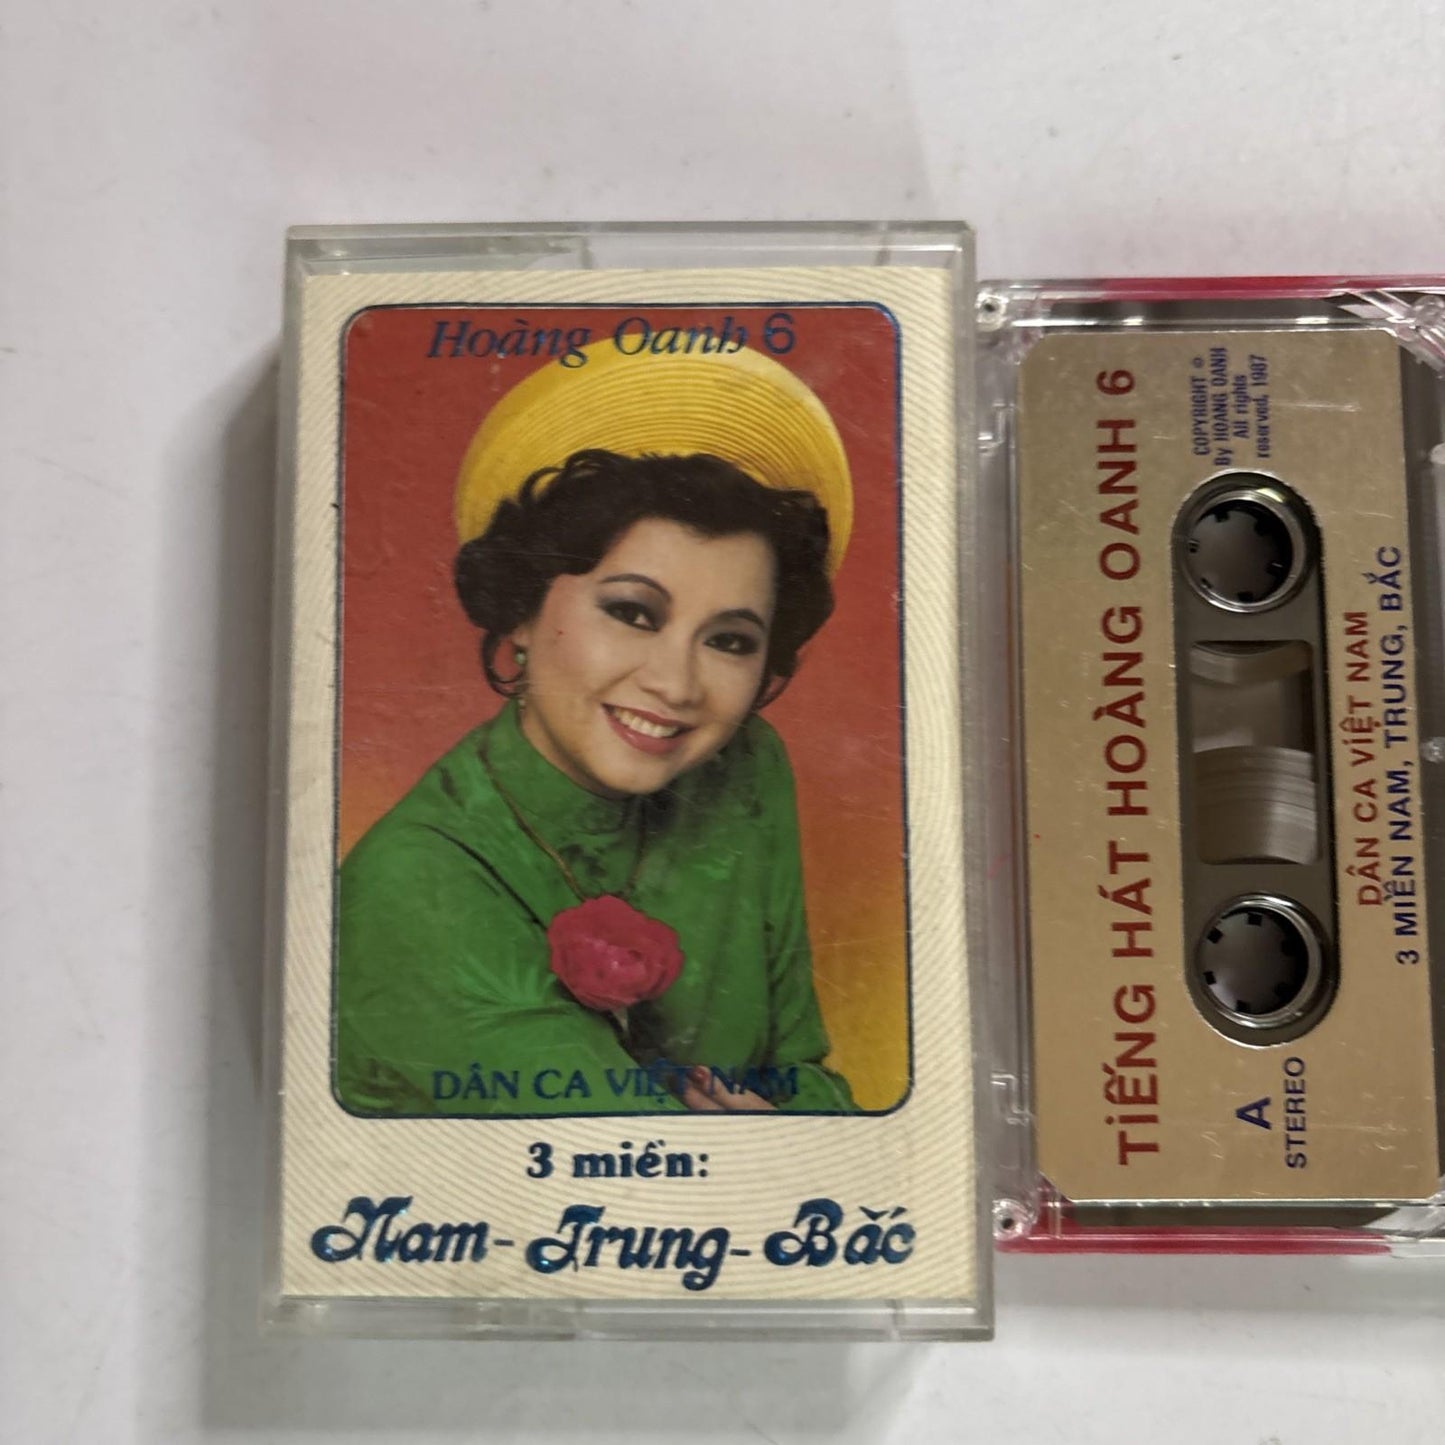 Hoàng Oanh 6
DÂN CA VIỆT NAM
3 miền:
Nam - Trung - Bắc
TIẾNG HÁT HOÀNG OANH 6
COPYRIGHT ©
By HOANG OANH
All rights
reserved, 1987
A
STEREO
DÂN CA VIỆT NAM
3 MIỀN NAM, TRUNG, BẮC